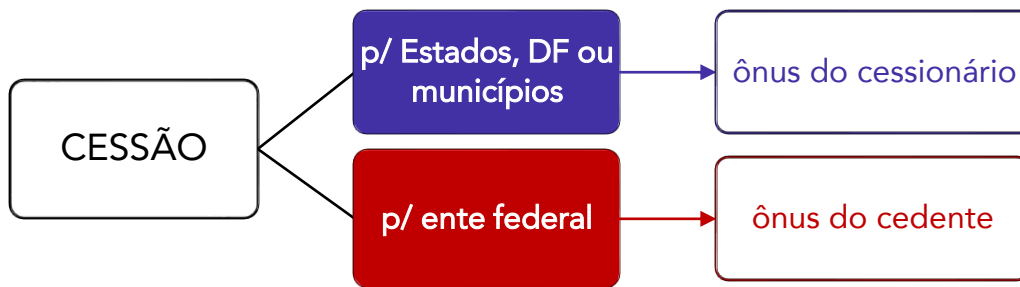 CESSÃO
p/ Estados, DF ou
municípios
ônus do cessionário
p/ ente federal
ônus do cedente